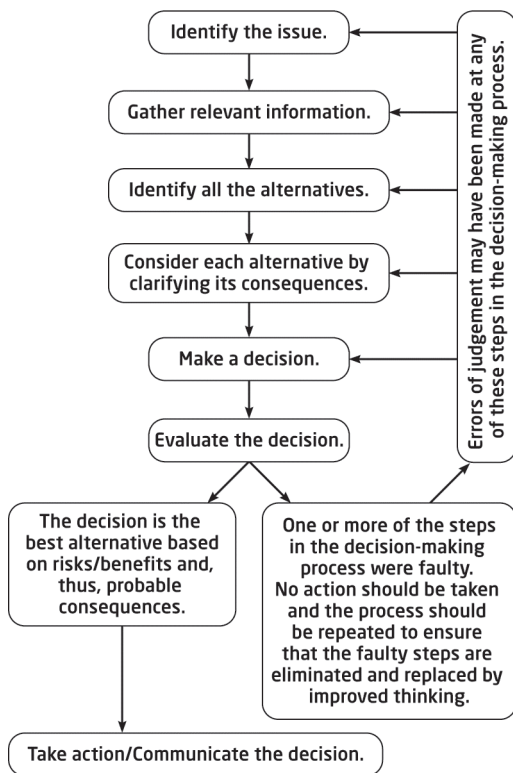 Identify the issue.
Gather relevant information.
Identify all the alternatives.
Consider each alternative by
clarifying its consequences.
Make a decision.
Evaluate the decision.
Errors of judgement may have been made at any
of these steps in the decision-making process.
The decision is the
best alternative based
on risks/benefits and,
thus, probable
consequences.
One or more of the steps
in the decision-making
process were faulty.
No action should be taken
and the process should
be repeated to ensure
that the faulty steps are
eliminated and replaced by
improved thinking.
Take action/Communicate the decision.